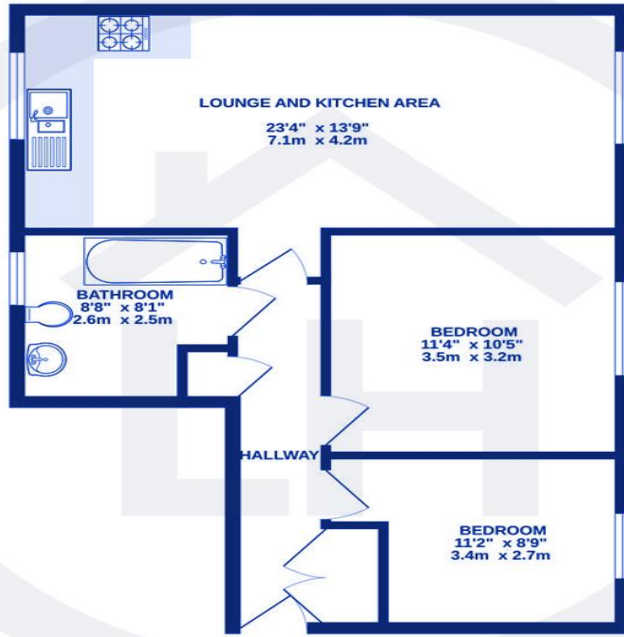 LOUNGE AND KITCHEN AREA
23'4" x 13'9"
7.1m x 4.2m
BATHROOM
8'8" x 8'1"
2.6m x 2.5m
BEDROOM
11'4" x 10'5"
3.5m x 3.2m
HALLWAY
BEDROOM
11'2" x 8'9"
3.4m x 2.7m
LH